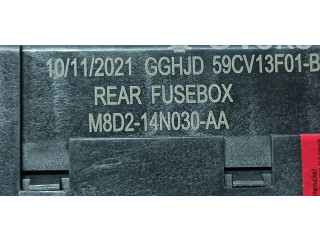 10/11/2021 GGHJD 59CV13F01-B
REAR FUSEBOX
M8D2-14N030-AA